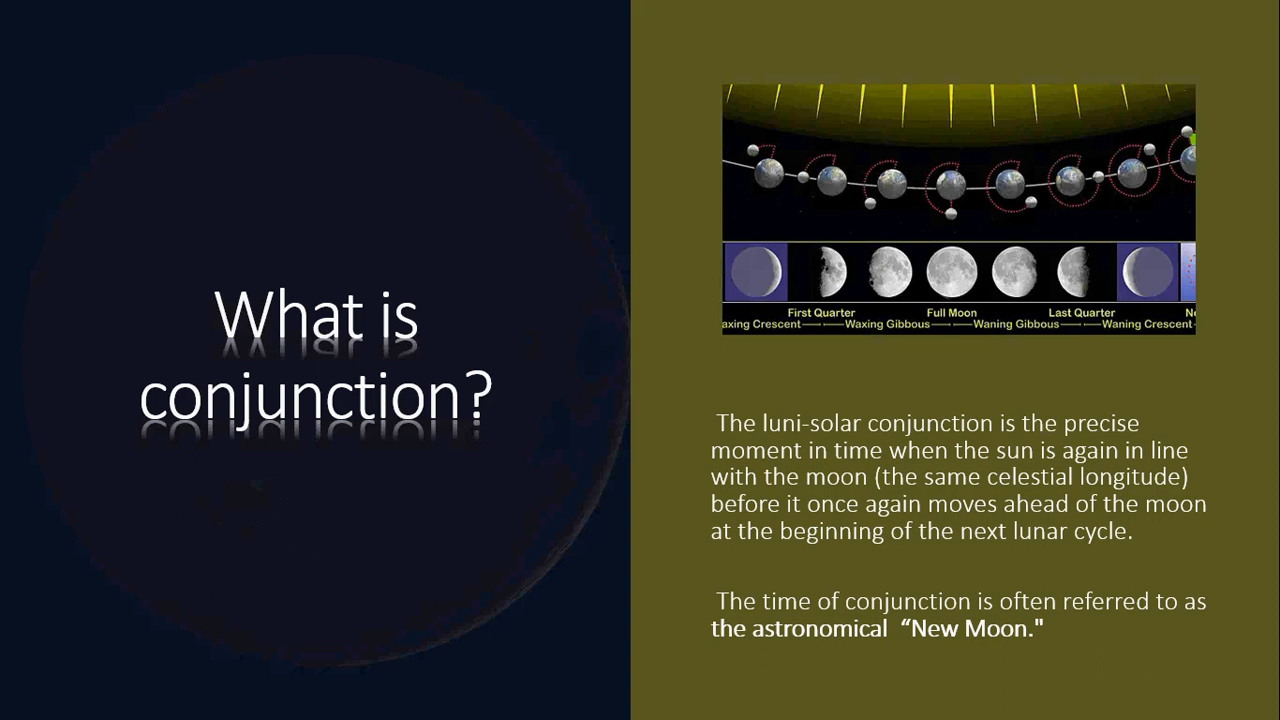 What is
conjunction?
First Quarter
Full Moon
Last Quarter
Ne
axing Crescent
Waxing Gibbous
Waning Gibbous
Waning Crescent
The luni-solar conjunction is the precise
moment in time when the sun is again in line
with the moon (the same celestial longitude)
before it once again moves ahead of the moon
at the beginning of the next lunar cycle.
The time of conjunction is often referred to as
the astronomical “New Moon."